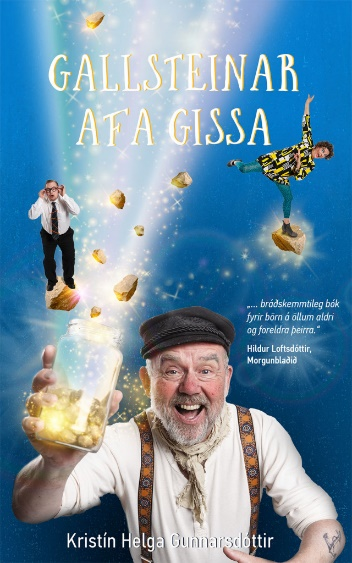 GALLSTEINAR
AFA GISSA
„... bráðskemmtileg bók
fyrir börn á öllum aldri
og foreldra þeirra.“
Hildur Loftsdóttir,
Morgunblaðið
Kristín Helga Gunnarsdóttir